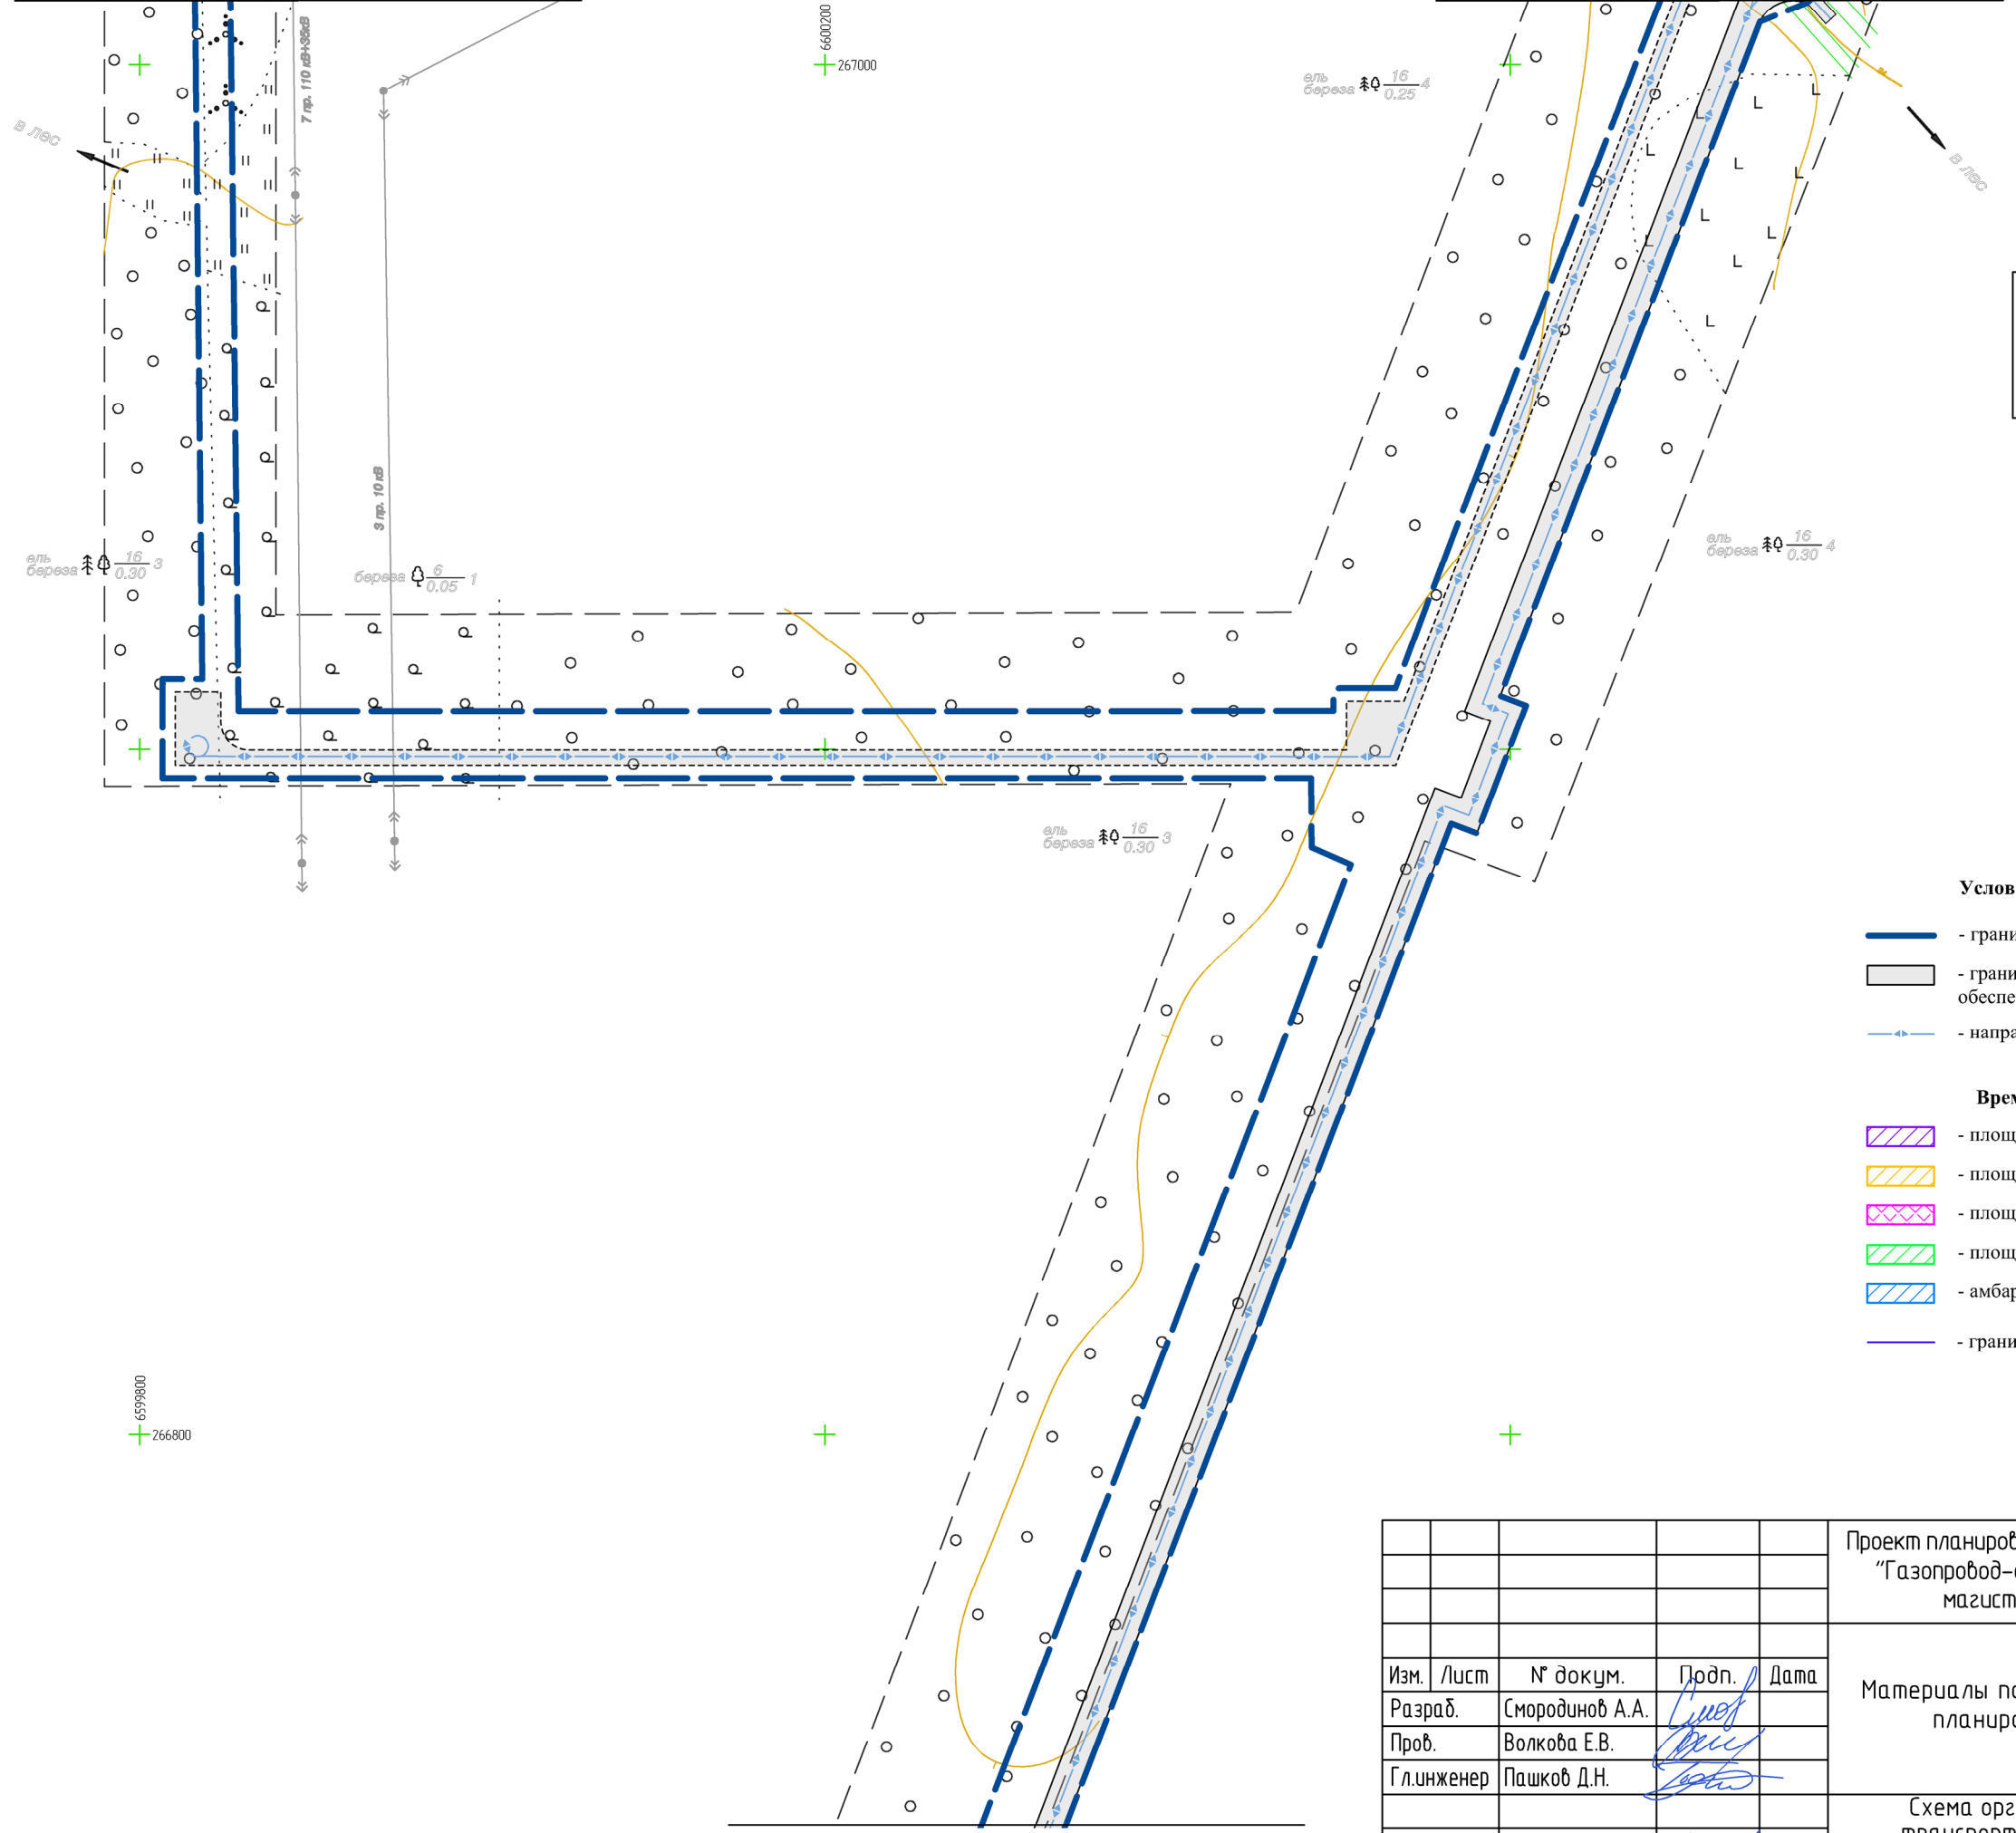 7 пр. 110 кВ+35кВ
6600200
267000
ель
береза
16
0.25
4
в лес
в лес
3 пр. 10 кВ
ель
береза
16
0.30
3
береза
6
0.05
1
ель
береза
16
0.30
4
ель
береза
16
0.30
3
Услов
- грани
- грани
обеспе
- напра
Врем
- площ
- площ
- площ
- площ
- амбар
- грани
6599800
266800
Проект планиров
"Газопровод-
магист
Изм. Лист № докум. Подп. Дата
Разраб. Смородинов А.А.
Пров. Волкова Е.В.
Гл.инженер Пашков Д.Н.
Материалы по
планиро
Схема орг
транспорт